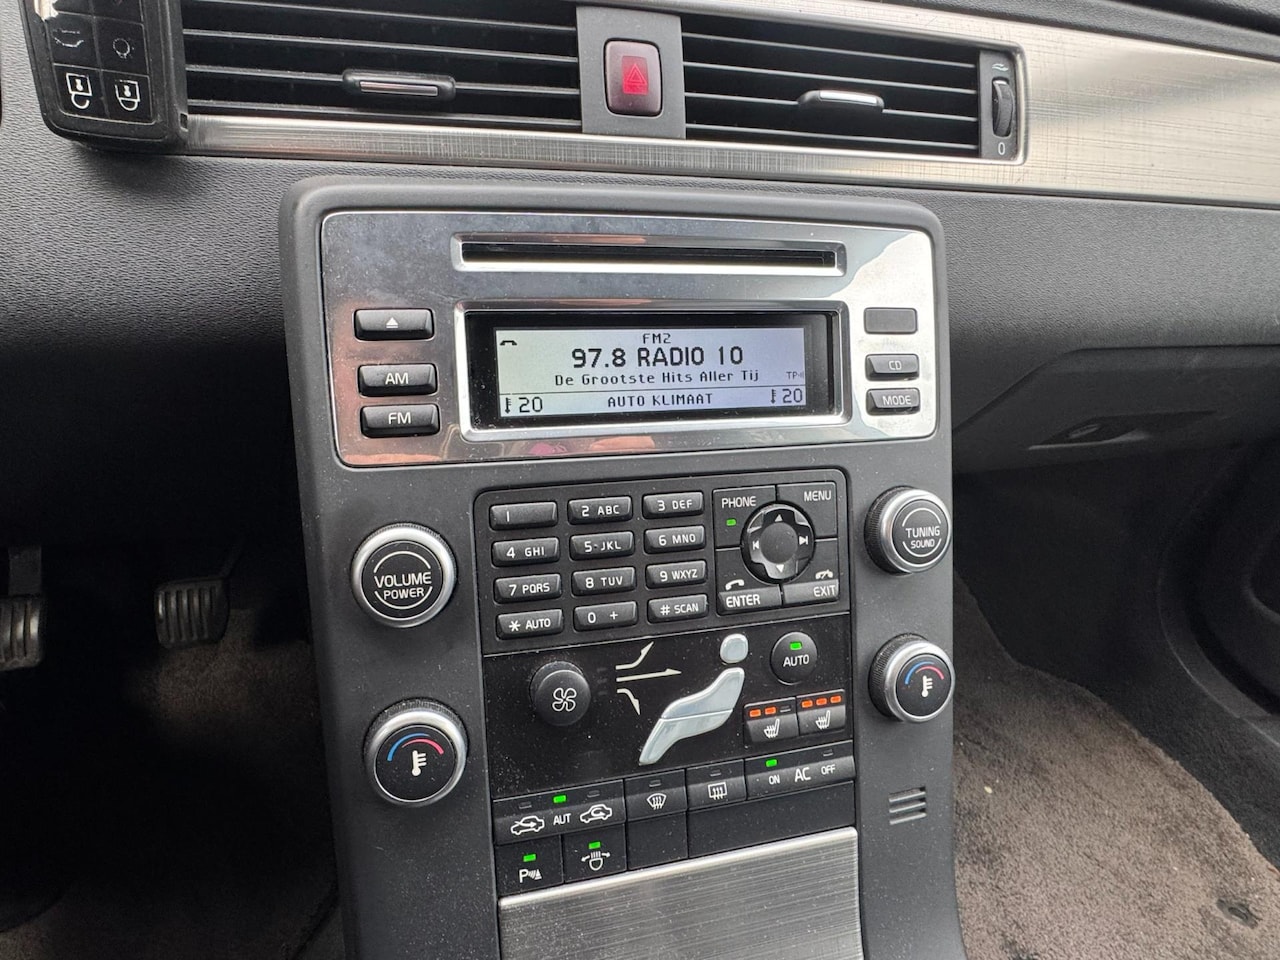 0
FM2
97.8 RADIO 10
De Grootste Hits Aller Tij
TP
20 AUTO KLIMAAT 20
AM
FM
CD
MODE
1 2 ABC 3 DEF
4 GHI 5-JKL 6 MNO
7 PQRS 8 TUV 9 WXYZ
* AUTO 0 + # SCAN
PHONE MENU
ENTER EXIT
VOLUME
POWER
TUNING
SOUND
AUTO
ON AC OFF
AUT
P